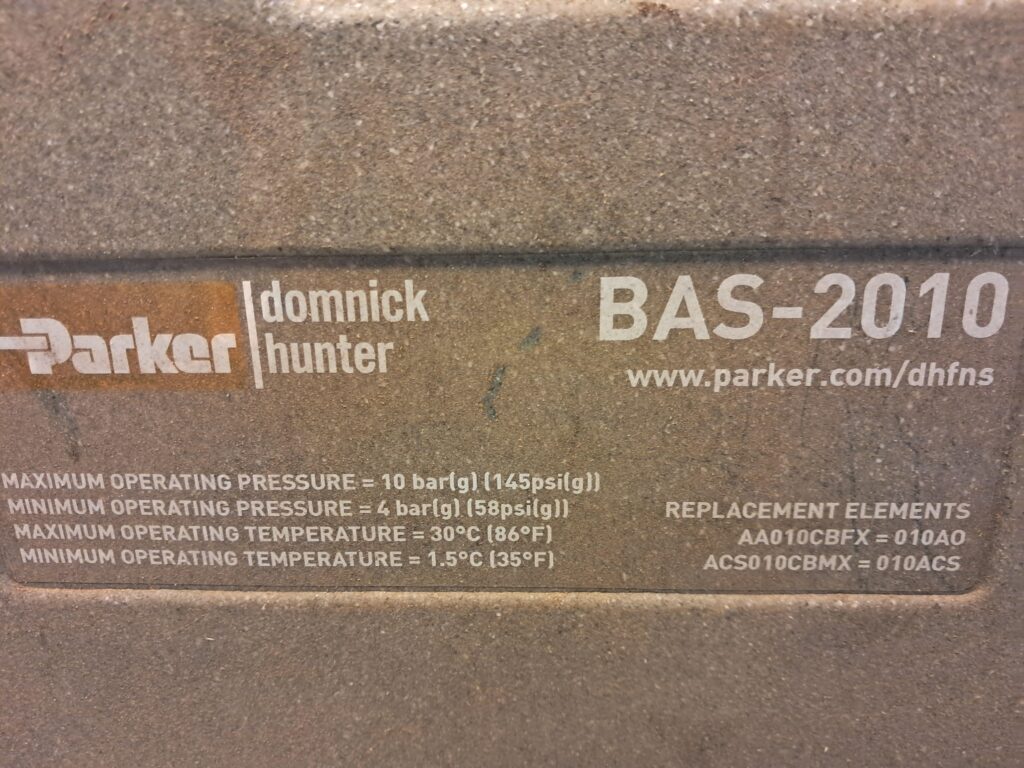 Parker
domnick
hunter
BAS-2010
www.parker.com/dhfns
MAXIMUM OPERATING PRESSURE = 10 bar(g) (145psi(g))
MINIMUM OPERATING PRESSURE = 4 bar(g) (58psi(g))
MAXIMUM OPERATING TEMPERATURE = 30°C (86°F)
MINIMUM OPERATING TEMPERATURE = 1.5°C (35°F)
REPLACEMENT ELEMENTS
AA010CBFX = 010AO
ACS010CBMX = 010ACS